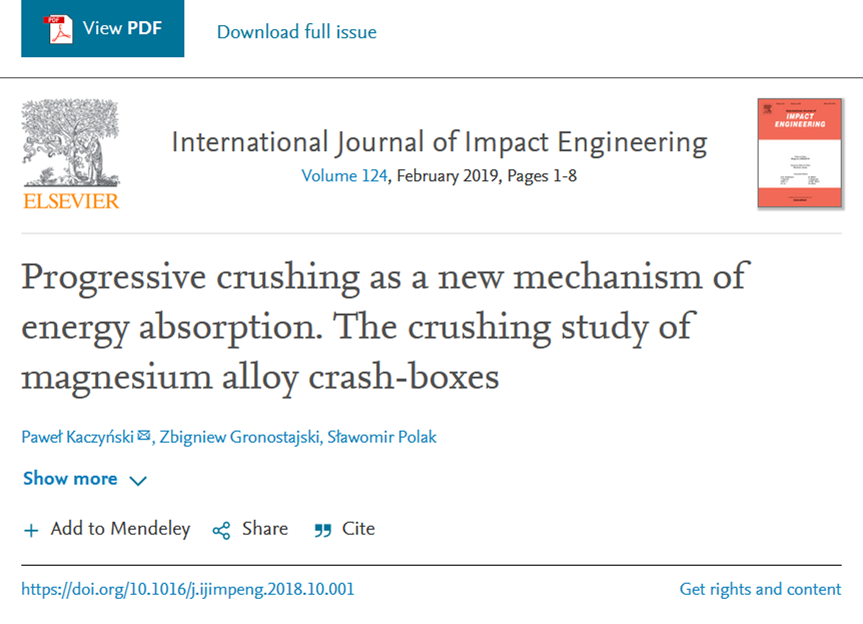 View PDF
Download full issue
International Journal of Impact Engineering
Volume 124, February 2019, Pages 1-8
IMPACT
ENGINEERING
ELSEVIER
Progressive crushing as a new mechanism of
energy absorption. The crushing study of
magnesium alloy crash-boxes
Paweł Kaczyński, Zbigniew Gronostajski, Sławomir Polak
Show more
Add to Mendeley Share Cite
https://doi.org/10.1016/j.ijimpeng.2018.10.001 Get rights and content